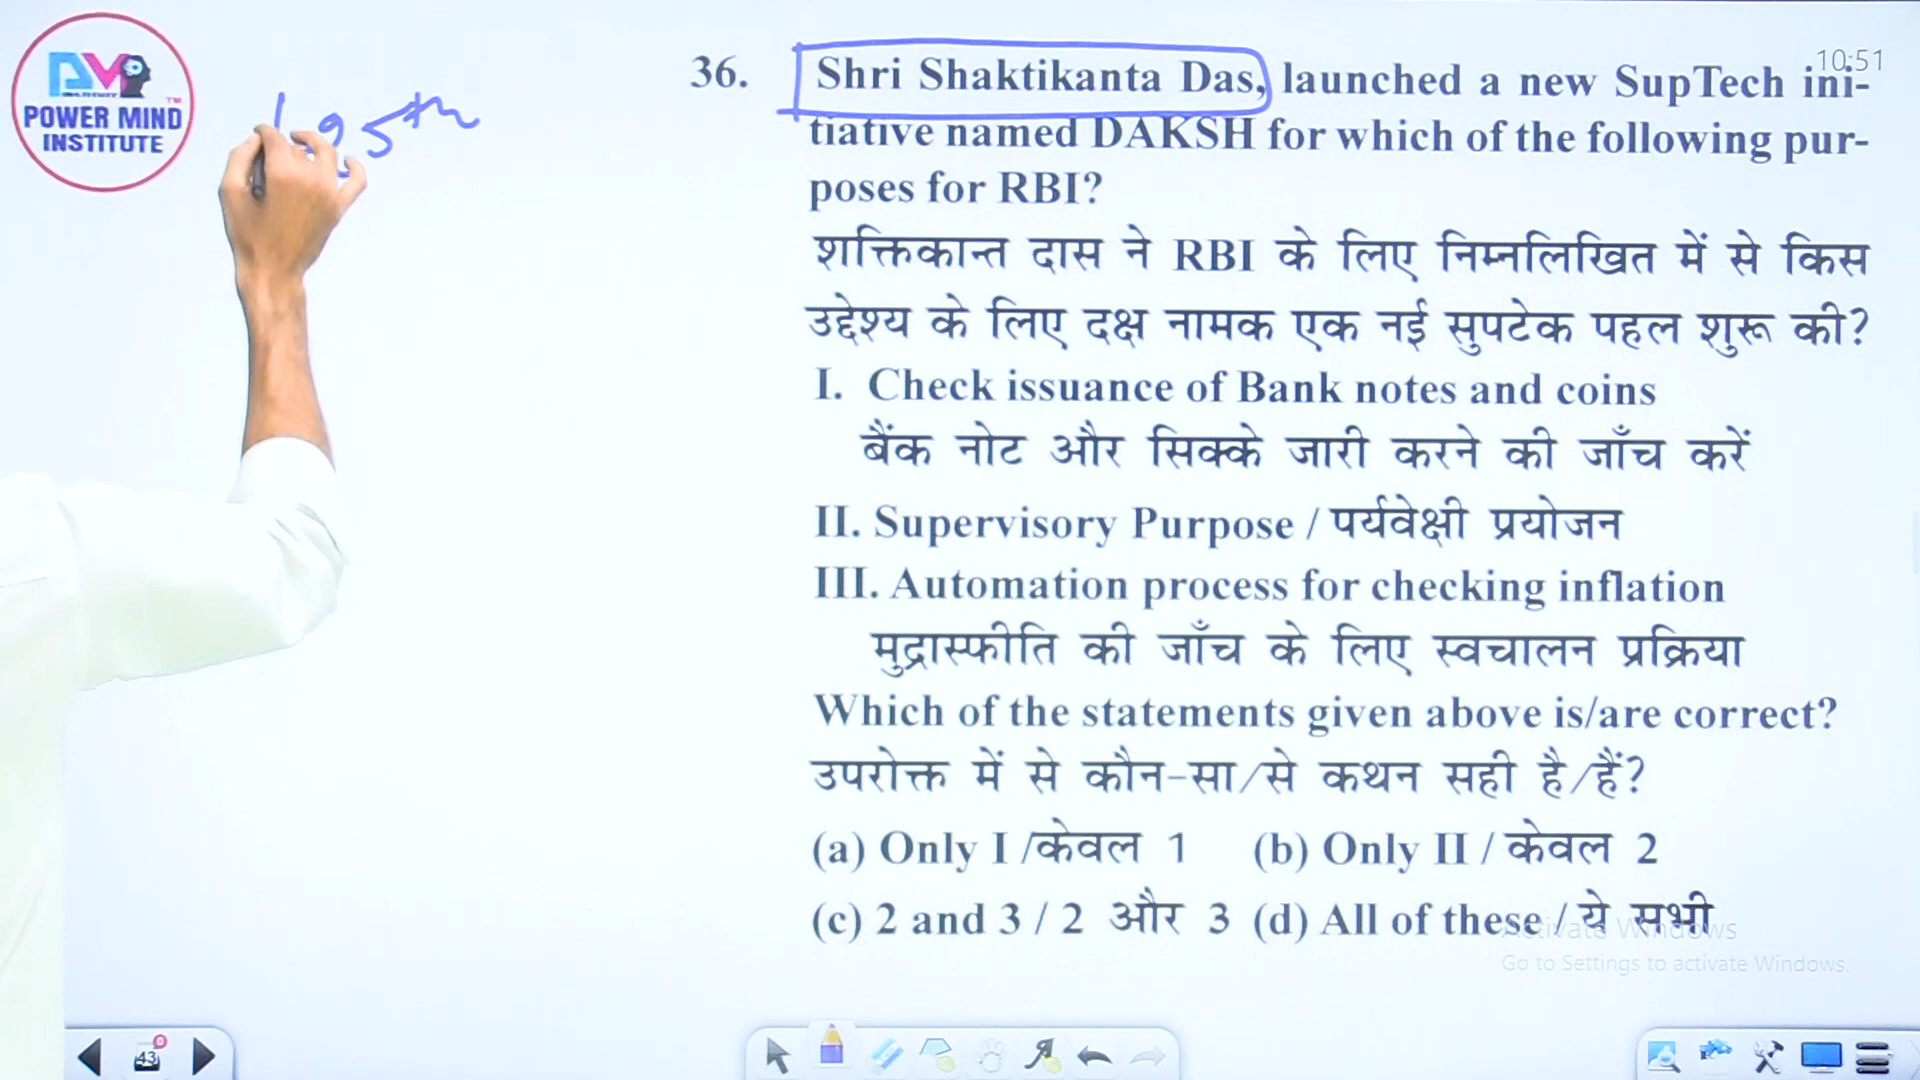 POWER MIND
INSTITUTE
10:51
36. Shri Shaktikanta Das, launched a new SupTech ini-
tiative named DAKSH for which of the following pur-
poses for RBI?
शक्तिकान्त दास ने RBI के लिए निम्नलिखित में से किस
उद्देश्य के लिए दक्ष नामक एक नई सुपटेक पहल शुरू की?
I. Check issuance of Bank notes and coins
बैंक नोट और सिक्के जारी करने की जाँच करें
II. Supervisory Purpose / पर्यवेक्षी प्रयोजन
III. Automation process for checking inflation
मुद्रास्फीति की जाँच के लिए स्वचालन प्रक्रिया
Which of the statements given above is/are correct?
उपरोक्त में से कौन-सा/से कथन सही है/हैं?
(a) Only I /केवल 1 (b) Only II / केवल 2
(c) 2 and 3 / 2 और 3 (d) All of these / ये सभी
Activate Windows
Go to Settings to activate Windows.
43